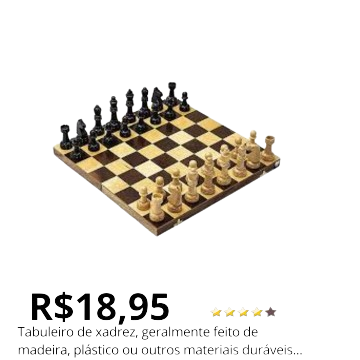 R$18,95
Tabuleiro de xadrez, geralmente feito de
madeira, plástico ou outros materiais duráveis...